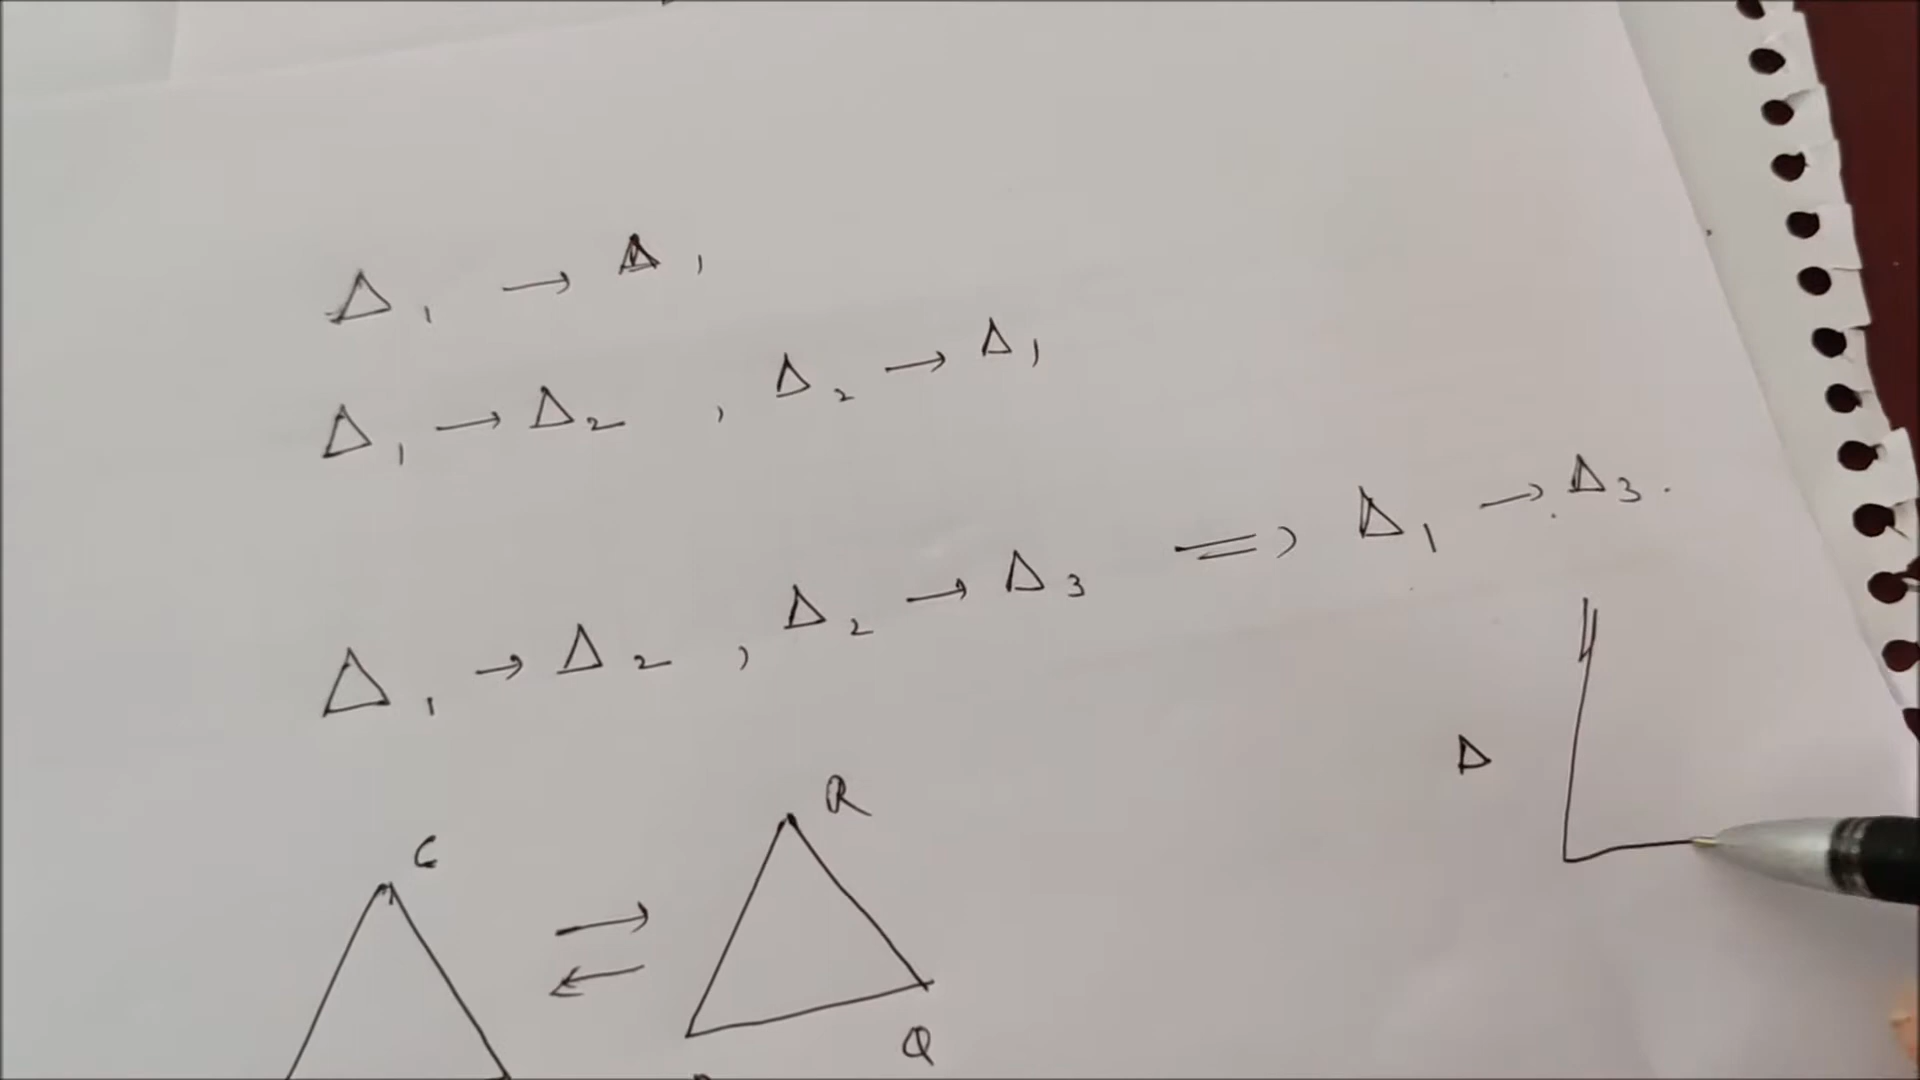 Δ₁ → Δ₁
Δ₁ → Δ₂ , Δ₂ → Δ₁
Δ₁ → Δ₂ , Δ₂ → Δ₃ ⇒ Δ₁ → Δ₃.
Δ
R
C
→
←
Q